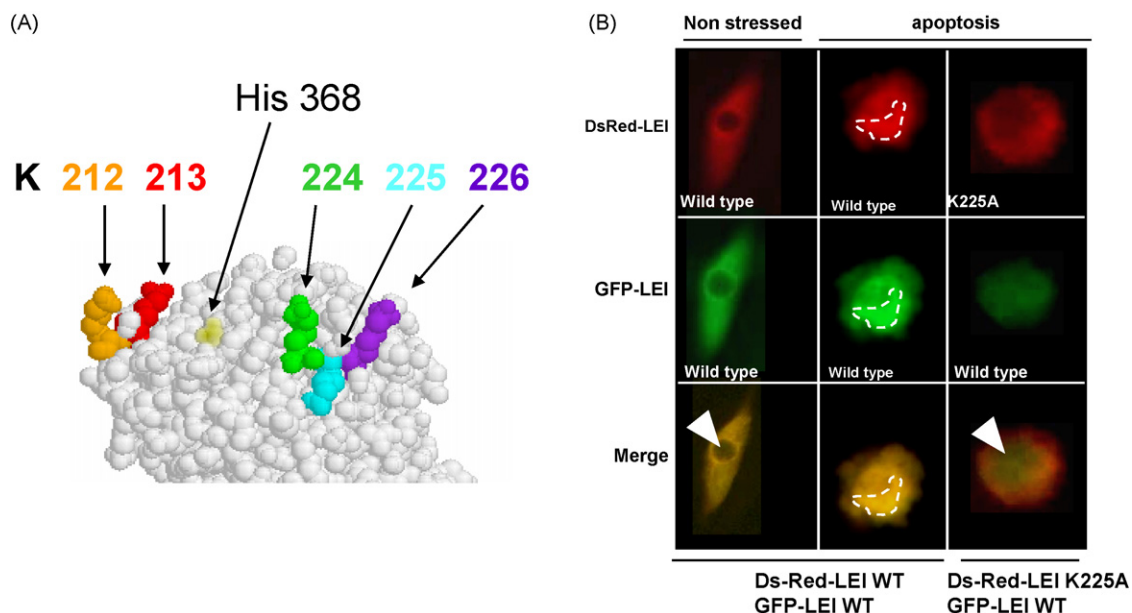 (A)
His 368
K 212 213 224 225 226
(B)
Non stressed apoptosis
DsRed-LEI
Wild type Wild type K225A
GFP-LEI
Wild type Wild type Wild type
Merge
Ds-Red-LEI WT Ds-Red-LEI K225A
GFP-LEI WT GFP-LEI WT